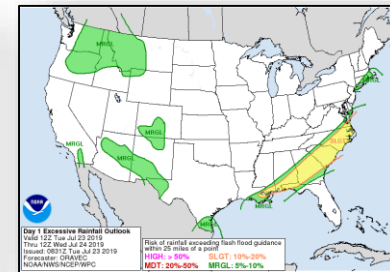 MRGL
MRGL
SLGT
MRGL
MRGL
MRGL
MRGL
MRGL
NOAA
Day 1 Excessive Rainfall Outlook
Valid 12Z Tue Jul 23 2019
Thru 12Z Wed Jul 24 2019
Issued: 0831Z Tue Jul 23 2019
Forecaster: ORAVEC
NOAA/NWS/NCEP/WPC
Risk of rainfall exceeding flash flood guidance
within 25 miles of a point
HIGH: > 50% SLGT: 10%-20%
MDT: 20%-50% MRGL: 5%-10%